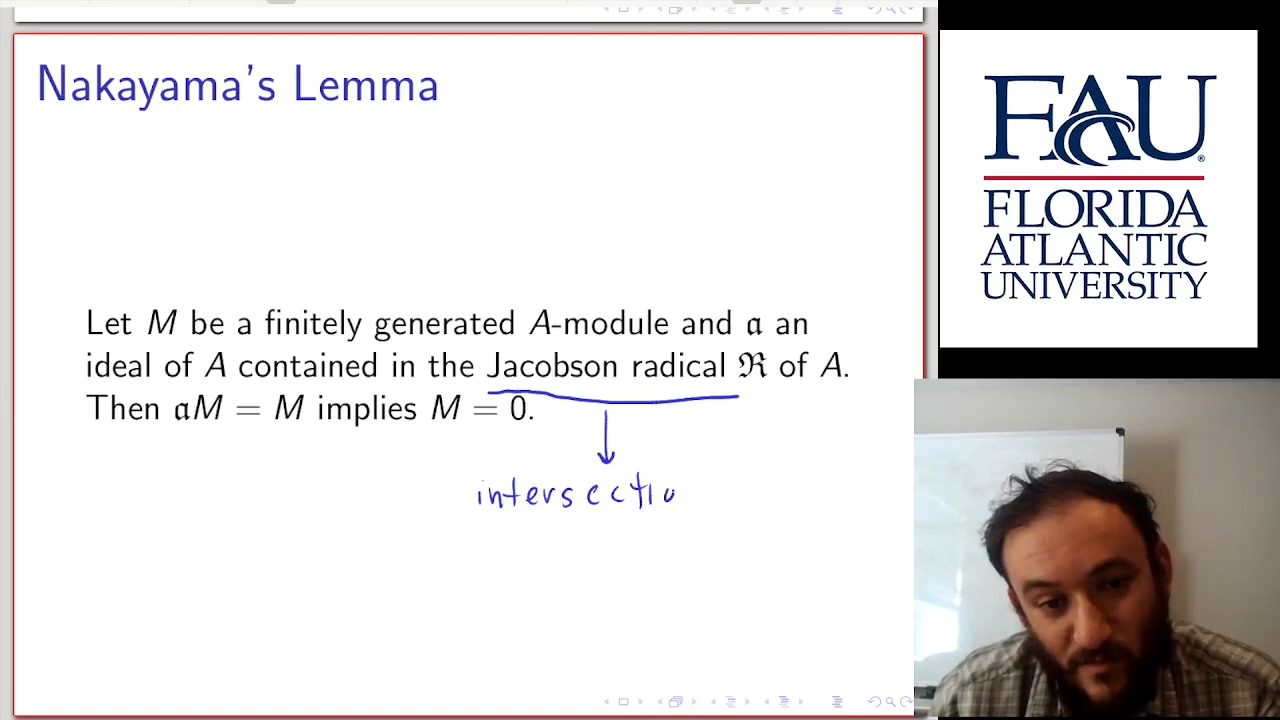 Nakayama's Lemma
Let M be a finitely generated A-module and 𝔞 an
ideal of A contained in the Jacobson radical ℜ of A.
Then 𝔞M = M implies M = 0.
intersectio
FAU
FLORIDA
ATLANTIC
UNIVERSITY